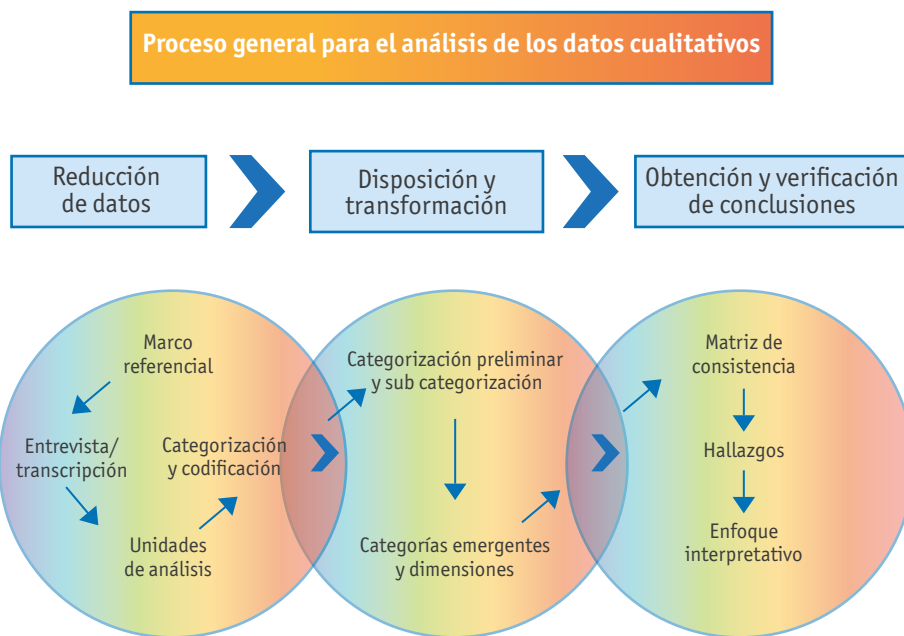 Proceso general para el análisis de los datos cualitativos
Reducción
de datos
Disposición y
transformación
Obtención y verificación
de conclusiones
Marco
referencial
Entrevista/
transcripción
Unidades
de análisis
Categorización
y codificación
Categorización preliminar
y sub categorización
Categorías emergentes
y dimensiones
Matriz de
consistencia
Hallazgos
Enfoque
interpretativo